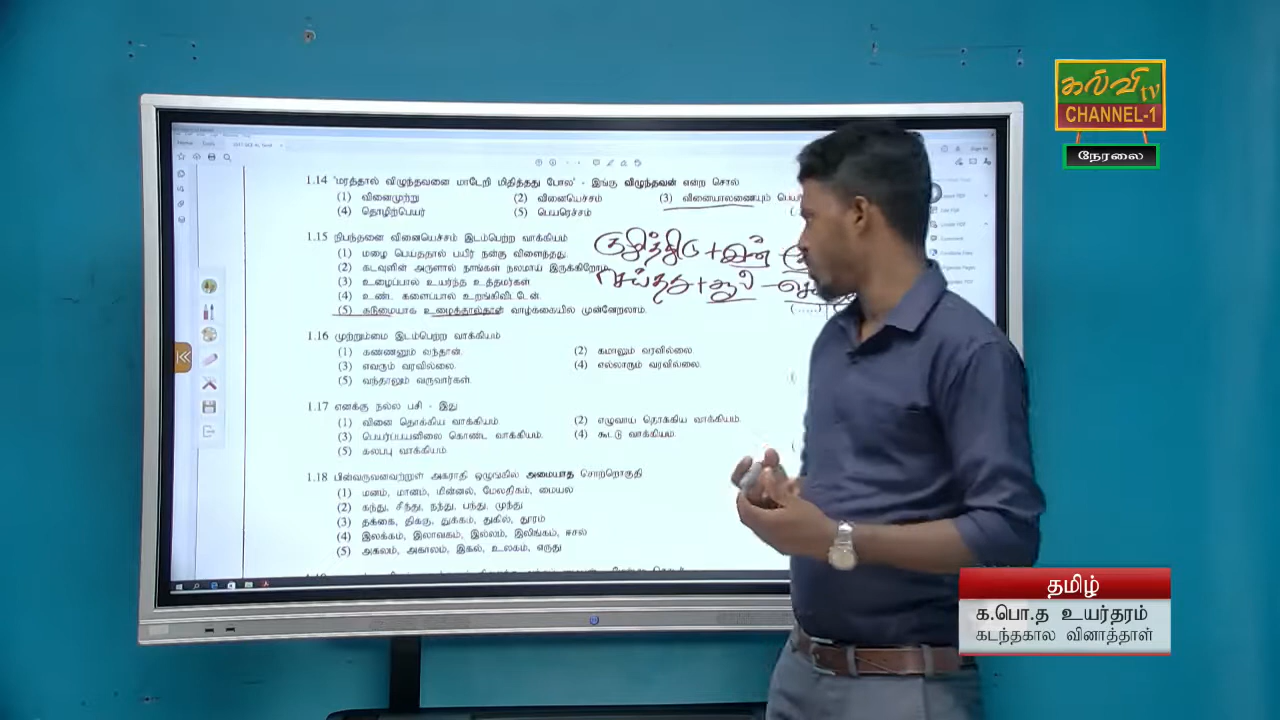 கல்வி tv
CHANNEL-1
நேரலை
1.14 'மரத்தால் விழுந்தவனை மாடேறி மிதித்தது போல' - இங்கு விழுந்தவன் என்ற சொல்
(1) வினைமுற்று (2) வினையெச்சம் (3) வினையாலணையும் பெயர்
(4) தொழிற்பெயர் (5) பெயரெச்சம்
1.15 நிபந்தனை வினையெச்சம் இடம்பெற்ற வாக்கியம்
(1) மழை பெய்ததால் பயிர் நன்கு விளைந்தது.
(2) கடவுளின் அருளால் நாங்கள் நலமாய் இருக்கிறோம்.
(3) உழைப்பால் உயர்ந்த உத்தமர்கள்
(4) உண்ட களைப்பால் உறங்கிவிட்டேன்.
(5) கடுமையாக உழைத்தால்தான் வாழ்க்கையில் முன்னேறலாம்.
செய்த + ஆல்
1.16 முற்றும்மை இடம்பெற்ற வாக்கியம்
(1) கண்ணனும் வந்தான். (2) கமாலும் வரவில்லை.
(3) எவரும் வரவில்லை. (4) எல்லாரும் வரவில்லை.
(5) வந்தாலும் வருவார்கள்.
1.17 எனக்கு நல்ல பசி - இது
(1) வினை தொக்கிய வாக்கியம் (2) எழுவாய் தொக்கிய வாக்கியம்.
(3) பெயர்ப்பயனிலை கொண்ட வாக்கியம். (4) கூட்டு வாக்கியம்.
(5) கலப்பு வாக்கியம்
1.18 பின்வருவனவற்றுள் அகராதி ஒழுங்கில் அமையாத சொற்றொகுதி
(1) மனம், மானம், மின்னல், மேலதிகம், மையல்
(2) கந்து, சிந்து, நந்து, பந்து, முந்து
(3) தக்கை, திகரு, துக்கம், துகில், தூரம்
(4) இலக்கம், இலாவகம், இல்லம், இலிங்கம், ஈசல்
(5) அகலம், அகாலம், இகல், உலகம், எருது
தமிழ்
க.பொ.த உயர்தரம்
கடந்தகால வினாத்தாள்